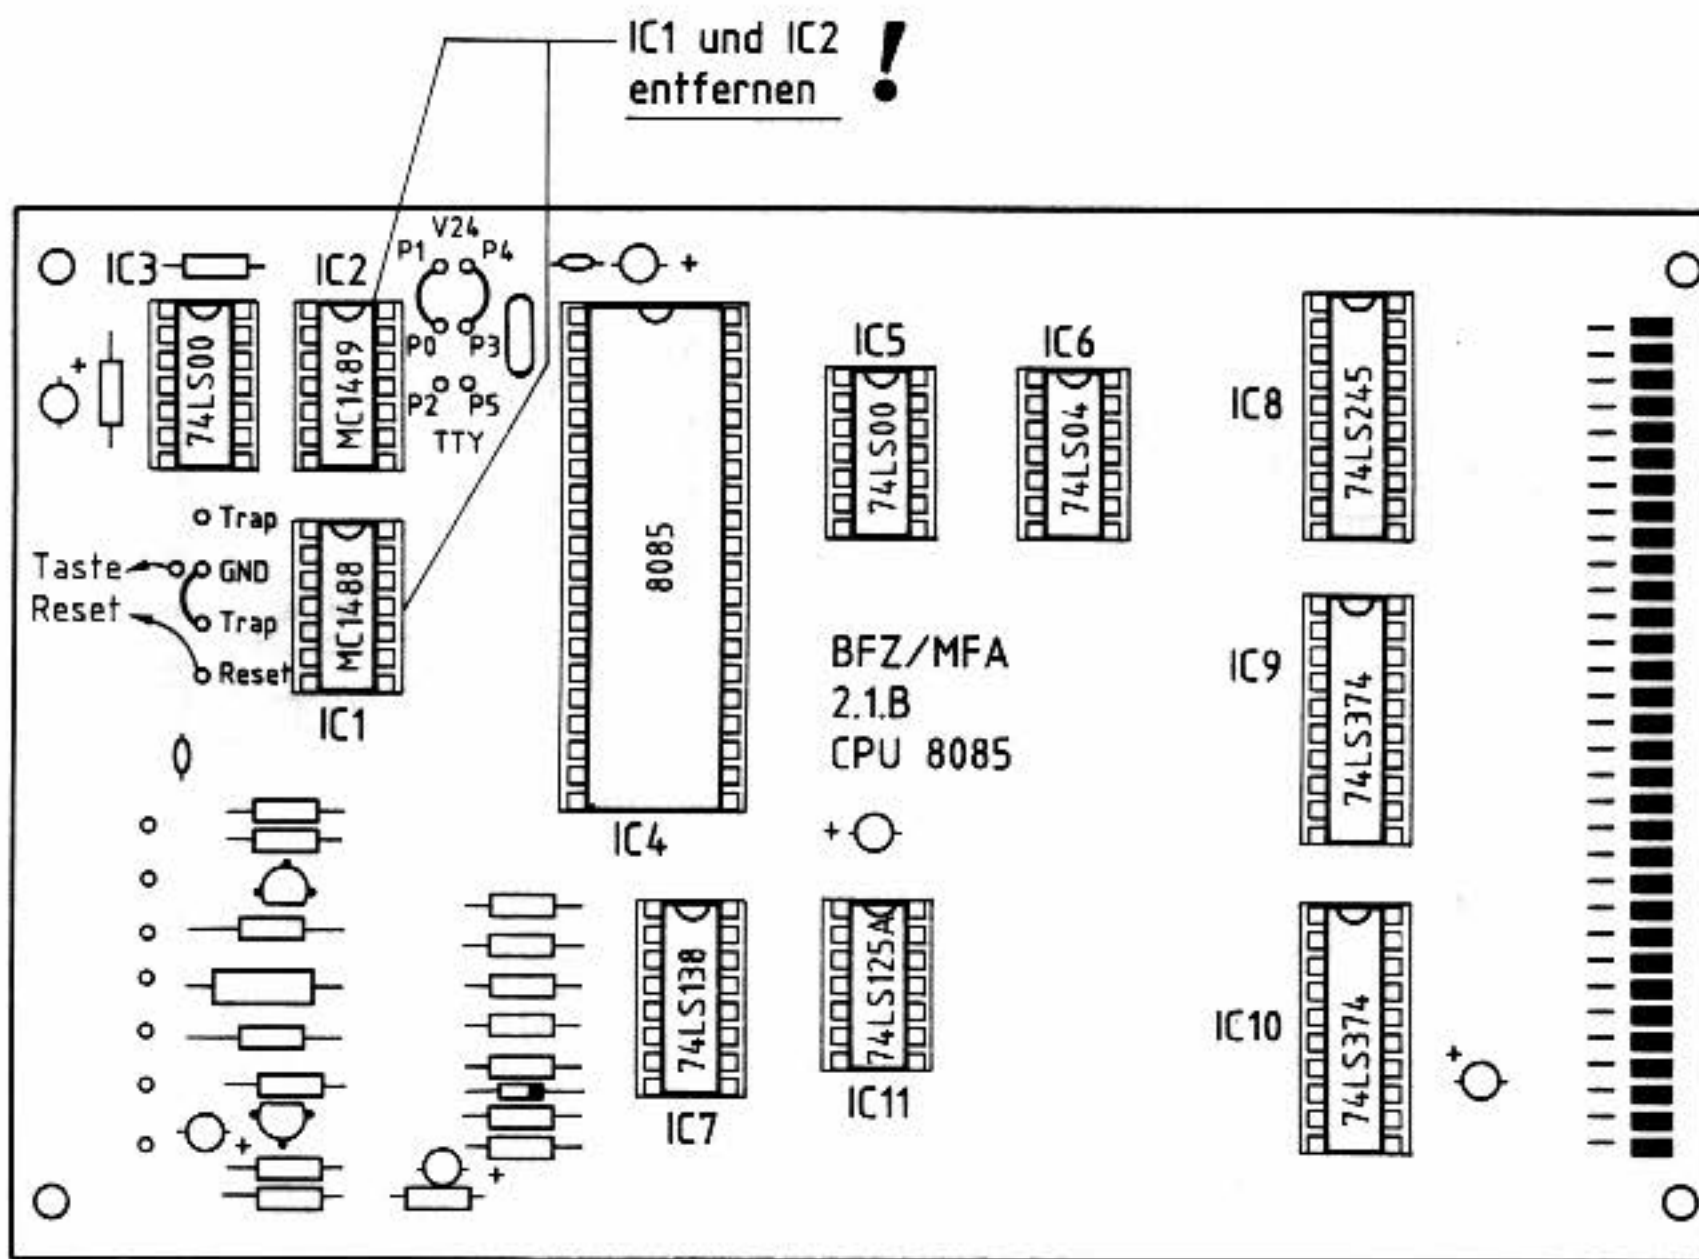 IC1 und IC2
entfernen !
V24
P1 P4
IC3 IC2
+
P0 P3
IC5 IC6
+
74LS00
MC1489
P2 P5
TTY
IC8
74LS245
74LS00
74LS04
Trap
Taste GND
Reset Trap
Reset
MC1488
IC1
8085
BFZ/MFA
2.1.B
CPU 8085
IC9
74LS374
+
IC4
74LS138
74LS125A
IC10
74LS374
+
IC11
IC7
+
+